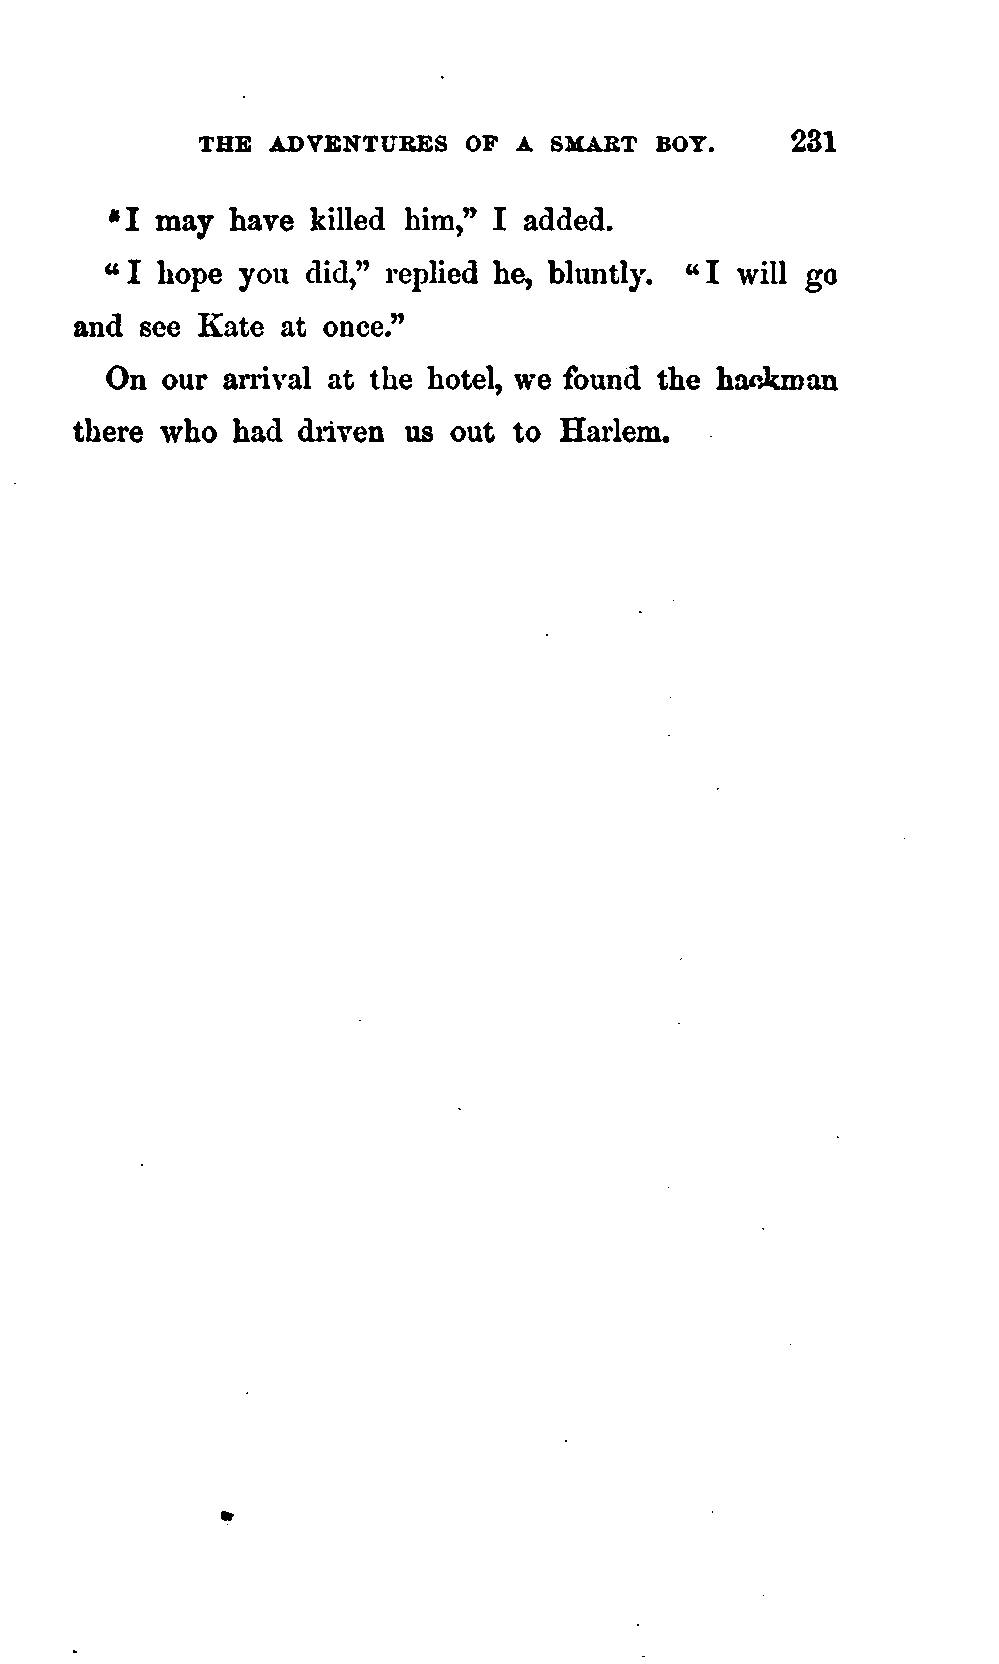 THE ADVENTURES OF A SMART BOY. 231
"I may have killed him," I added.
"I hope you did," replied he, bluntly. "I will go
and see Kate at once."
On our arrival at the hotel, we found the hackman
there who had driven us out to Harlem.